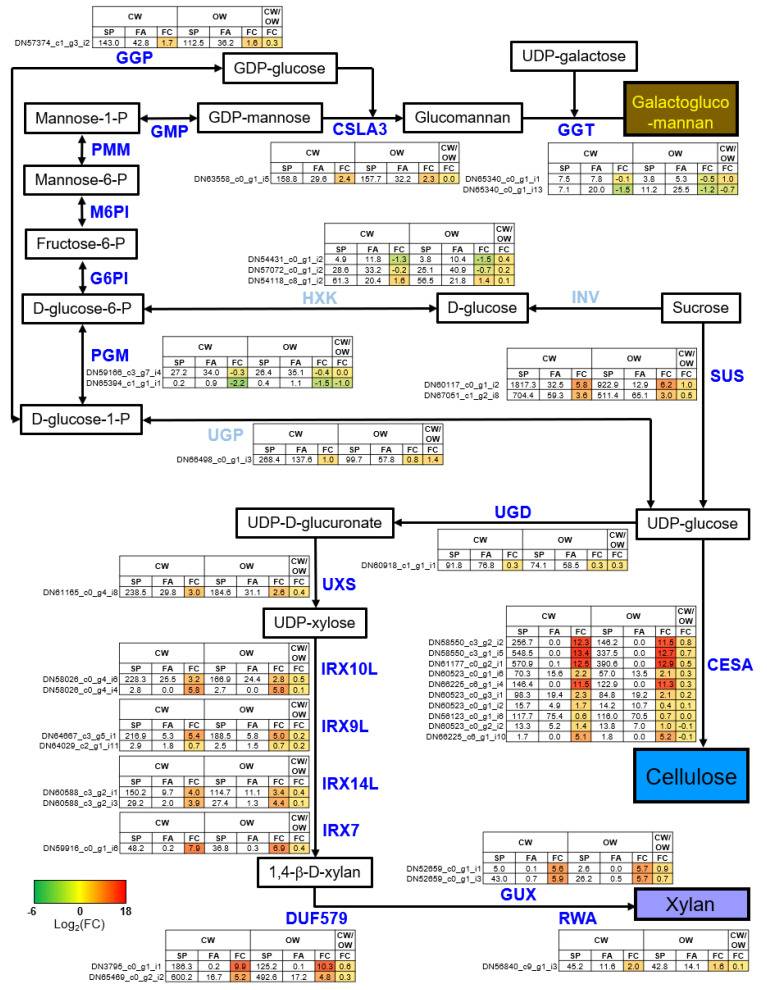 CW OW CW/OW
SP FA FC SP FA FC FC
DN57374_c1_g3_i2 143.0 42.8 1.7 112.5 36.2 1.6 0.3
GGP
GDP-glucose
UDP-galactose
Mannose-1-P
GMP
GDP-mannose
CSLA3
Glucomannan
GGT
Galactogluco
-mannan
PMM
CW OW CW/OW
SP FA FC SP FA FC FC
DN63558_c0_g1_i5 158.8 29.6 2.4 157.7 32.2 2.3 0.0
CW OW CW/OW
SP FA FC SP FA FC FC
DN65340_c0_g1_i1 7.5 7.8 -0.1 3.8 5.3 -0.5 1.0
DN65340_c0_g1_i13 7.1 20.0 -1.5 11.2 25.5 -1.2 -0.7
Mannose-6-P
M6PI
Fructose-6-P
G6PI
CW OW CW/OW
SP FA FC SP FA FC FC
DN54431_c0_g1_i2 4.9 11.8 -1.3 3.8 10.4 -1.5 0.4
DN57072_c0_g1_i2 28.6 33.2 -0.2 25.1 40.9 -0.7 0.2
DN54118_c8_g1_i2 61.3 20.4 1.6 56.5 21.8 1.4 0.1
D-glucose-6-P
HXK
D-glucose
INV
Sucrose
PGM
CW OW CW/OW
SP FA FC SP FA FC FC
DN59166_c3_g7_i4 27.2 34.0 -0.3 26.4 35.1 -0.4 0.0
DN65394_c1_g1_i1 0.2 0.9 -2.2 0.4 1.1 -1.5 -1.0
CW OW CW/OW
SP FA FC SP FA FC FC
DN60117_c0_g1_i2 1817.3 32.5 5.8 922.9 12.9 6.2 1.0
DN67051_c1_g2_i8 704.4 59.3 3.6 511.4 65.1 3.0 0.5
SUS
D-glucose-1-P
UGP
CW OW CW/OW
SP FA FC SP FA FC FC
DN66498_c0_g1_i3 268.4 137.6 1.0 99.7 57.8 0.8 1.4
UDP-D-glucuronate
UGD
UDP-glucose
CW OW CW/OW
SP FA FC SP FA FC FC
DN60918_c1_g1_i1 91.8 76.8 0.3 74.1 58.5 0.3 0.3
CW OW CW/OW
SP FA FC SP FA FC FC
DN61165_c0_g4_i8 238.5 29.8 3.0 184.6 31.1 2.6 0.4
UXS
UDP-xylose
CW OW CW/OW
SP FA FC SP FA FC FC
DN58550_c3_g2_i2 256.7 0.0 12.3 146.2 0.0 11.5 0.8
DN58550_c3_g1_i5 548.5 0.0 13.4 337.5 0.0 12.7 0.7
DN61177_c0_g2_i1 570.9 0.1 12.5 390.6 0.0 12.9 0.5
DN60523_c0_g1_i6 70.3 15.6 2.2 57.0 13.5 2.1 0.3
DN66225_c6_g1_i4 146.4 0.0 11.5 122.9 0.0 11.3 0.3
DN60523_c0_g3_i1 98.3 19.4 2.3 84.8 19.2 2.1 0.2
DN60523_c0_g1_i2 15.7 4.9 1.7 14.2 10.7 0.4 0.1
DN56123_c0_g1_i6 117.7 75.4 0.6 116.0 70.5 0.7 0.0
DN60523_c0_g2_i2 13.3 5.2 1.4 13.8 7.0 1.0 -0.1
DN66225_c6_g1_i10 1.7 0.0 5.1 1.8 0.0 5.2 -0.1
CESA
CW OW CW/OW
SP FA FC SP FA FC FC
DN58026_c0_g4_i6 228.3 25.5 3.2 166.9 24.4 2.8 0.5
DN58026_c0_g4_i4 2.8 0.0 5.8 2.7 0.0 5.8 0.1
IRX10L
CW OW CW/OW
SP FA FC SP FA FC FC
DN64667_c3_g5_i1 216.9 5.3 5.4 188.5 5.8 5.0 0.2
DN64029_c2_g1_i11 2.9 1.8 0.7 2.5 1.5 0.7 0.2
IRX9L
CW OW CW/OW
SP FA FC SP FA FC FC
DN60588_c3_g2_i1 150.2 9.7 4.0 114.7 11.1 3.4 0.4
DN60588_c3_g2_i3 29.2 2.0 3.9 27.4 1.3 4.4 0.1
IRX14L
Cellulose
CW OW CW/OW
SP FA FC SP FA FC FC
DN59916_c0_g1_i6 48.2 0.2 7.9 36.8 0.3 6.9 0.4
IRX7
1,4-β-D-xylan
CW OW CW/OW
SP FA FC SP FA FC FC
DN52659_c0_g1_i1 5.0 0.1 5.6 2.6 0.0 5.7 0.9
DN52659_c0_g1_i3 43.0 0.7 5.9 26.2 0.5 5.7 0.7
-6 0 18
Log2(FC)
GUX
Xylan
DUF579
RWA
CW OW CW/OW
SP FA FC SP FA FC FC
DN3795_c0_g1_i1 186.3 0.2 9.9 125.2 0.1 10.3 0.6
DN65469_c0_g2_i2 600.2 16.7 5.2 492.6 17.2 4.8 0.3
CW OW CW/OW
SP FA FC SP FA FC FC
DN56840_c9_g1_i3 45.2 11.6 2.0 42.8 14.1 1.6 0.1